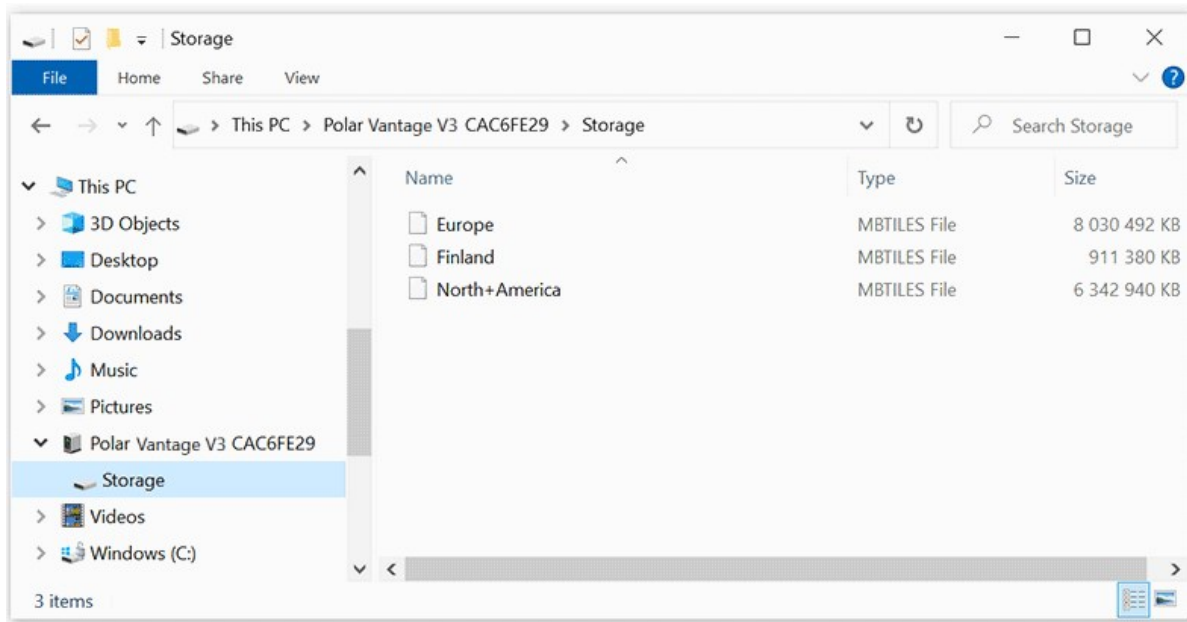 Storage
File Home Share View
This PC > Polar Vantage V3 CAC6FE29 > Storage
Search Storage
This PC
3D Objects
Desktop
Documents
Downloads
Music
Pictures
Polar Vantage V3 CAC6FE29
Storage
Videos
Windows (C:)
Name Type Size
Europe MBTILES File 8 030 492 KB
Finland MBTILES File 911 380 KB
North+America MBTILES File 6 342 940 KB
3 items